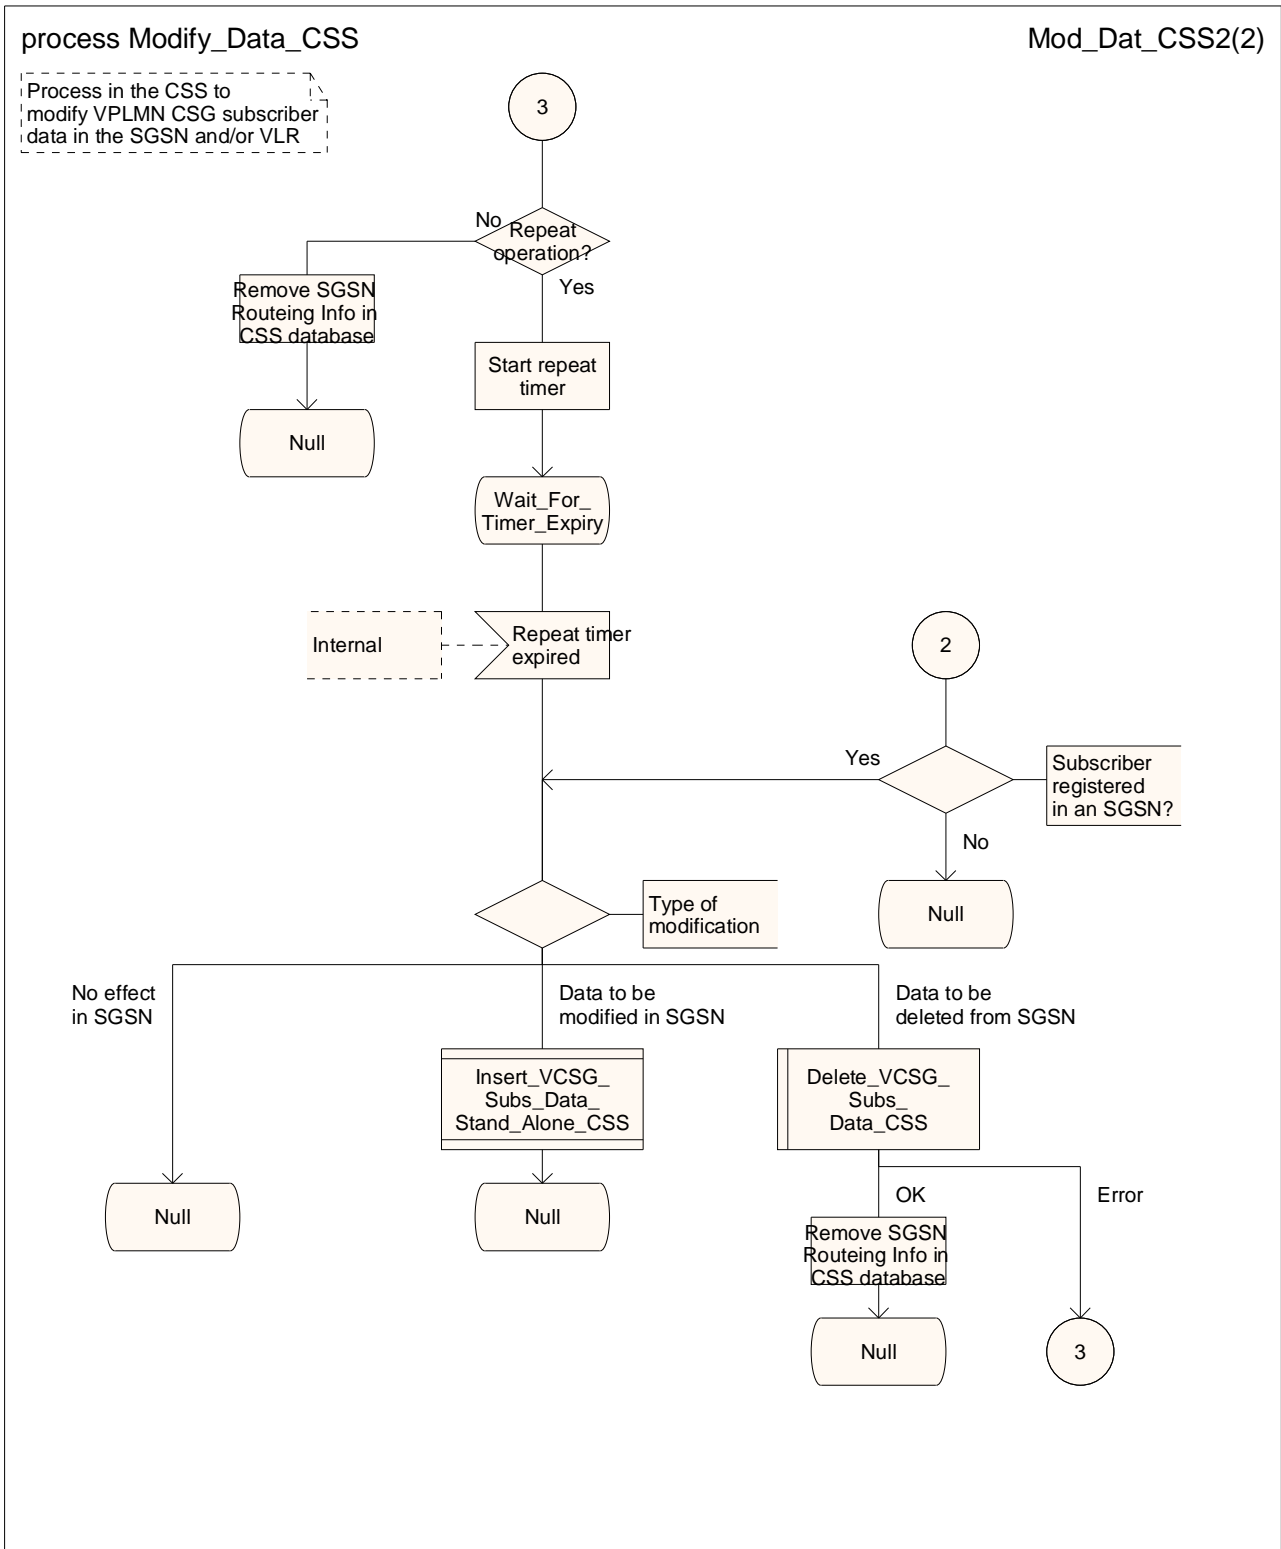 process Modify_Data_CSS
Mod_Dat_CSS2(2)
Process in the CSS to
modify VPLMN CSG subscriber
data in the SGSN and/or VLR
3
No
Repeat
operation?
Yes
Remove SGSN
Routeing Info in
CSS database
Start repeat
timer
Null
Wait_For_
Timer_Expiry
Internal
Repeat timer
expired
2
Yes
Subscriber
registered
in an SGSN?
No
Null
Type of
modification
No effect
in SGSN
Data to be
modified in SGSN
Data to be
deleted from SGSN
Insert_VCSG_
Subs_Data_
Stand_Alone_CSS
Delete_VCSG_
Subs_
Data_CSS
Null
Null
OK
Error
Remove SGSN
Routeing Info in
CSS database
Null
3